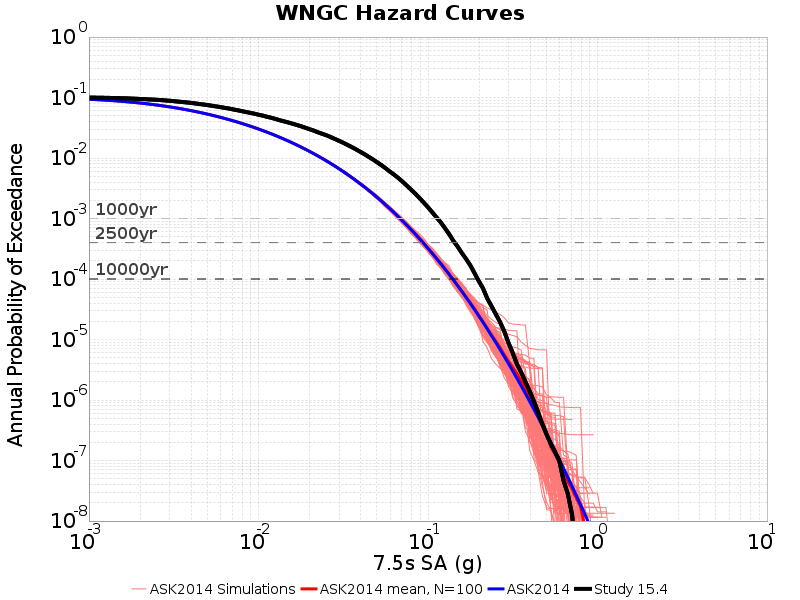 WNGC Hazard Curves
Annual Probability of Exceedance
10^0
10^-1
10^-2
10^-3
10^-4
10^-5
10^-6
10^-7
10^-8
1000yr
2500yr
10000yr
10^-3 10^-2 10^-1 10^0 10^1
7.5s SA (g)
ASK2014 Simulations ASK2014 mean, N=100 ASK2014 Study 15.4